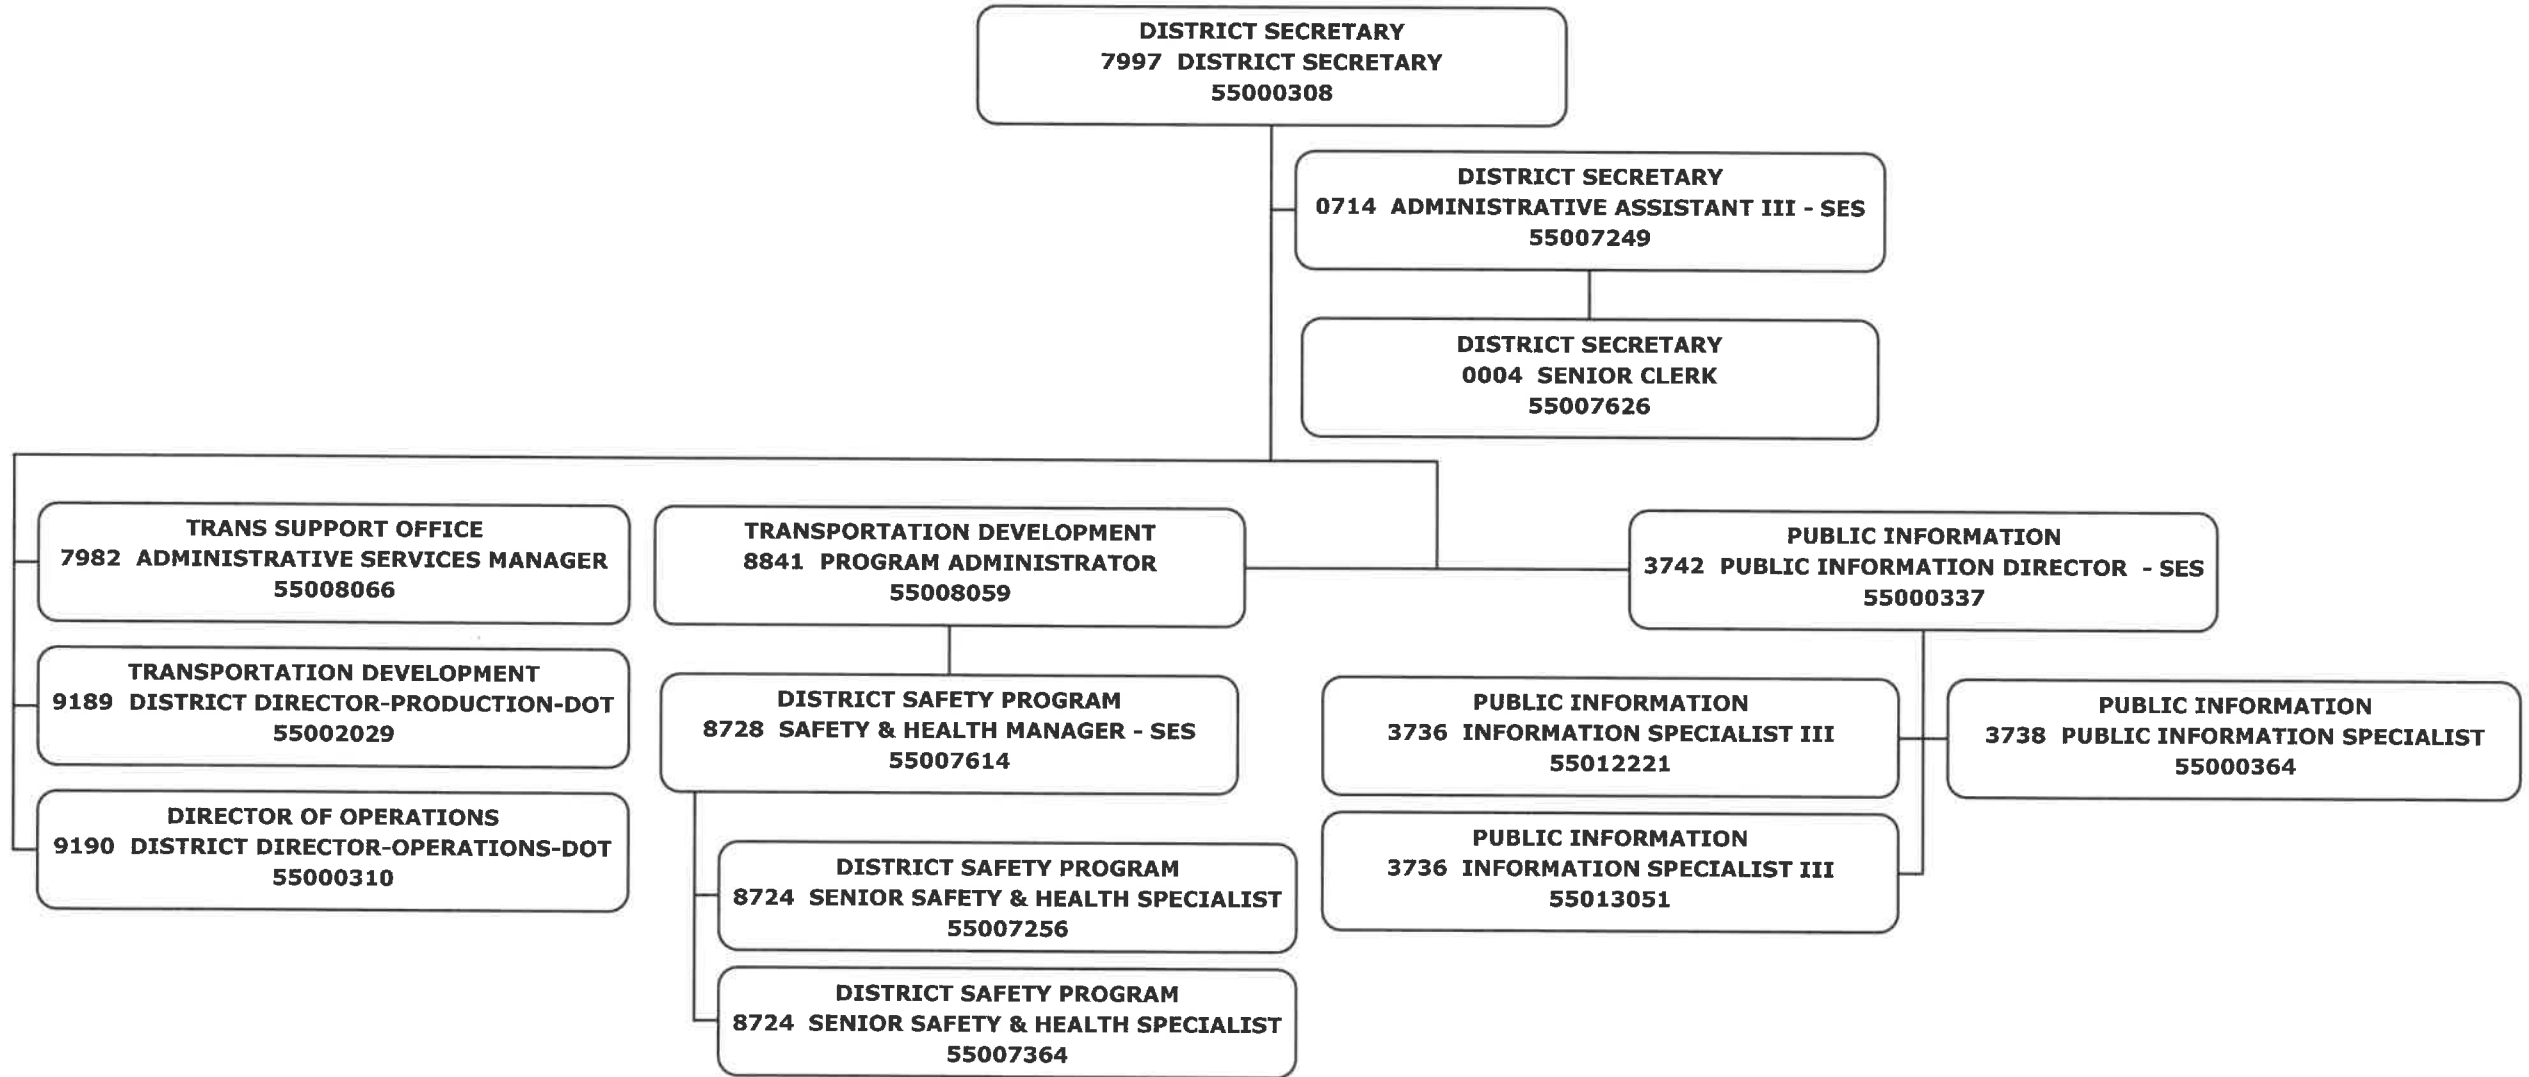 DISTRICT SECRETARY
7997 DISTRICT SECRETARY
55000308
DISTRICT SECRETARY
0714 ADMINISTRATIVE ASSISTANT III - SES
55007249
DISTRICT SECRETARY
0004 SENIOR CLERK
55007626
TRANS SUPPORT OFFICE
7982 ADMINISTRATIVE SERVICES MANAGER
55008066
TRANSPORTATION DEVELOPMENT
9189 DISTRICT DIRECTOR-PRODUCTION-DOT
55002029
DIRECTOR OF OPERATIONS
9190 DISTRICT DIRECTOR-OPERATIONS-DOT
55000310
TRANSPORTATION DEVELOPMENT
8841 PROGRAM ADMINISTRATOR
55008059
DISTRICT SAFETY PROGRAM
8728 SAFETY & HEALTH MANAGER - SES
55007614
DISTRICT SAFETY PROGRAM
8724 SENIOR SAFETY & HEALTH SPECIALIST
55007256
DISTRICT SAFETY PROGRAM
8724 SENIOR SAFETY & HEALTH SPECIALIST
55007364
PUBLIC INFORMATION
3742 PUBLIC INFORMATION DIRECTOR - SES
55000337
PUBLIC INFORMATION
3736 INFORMATION SPECIALIST III
55012221
PUBLIC INFORMATION
3738 PUBLIC INFORMATION SPECIALIST
55000364
PUBLIC INFORMATION
3736 INFORMATION SPECIALIST III
55013051